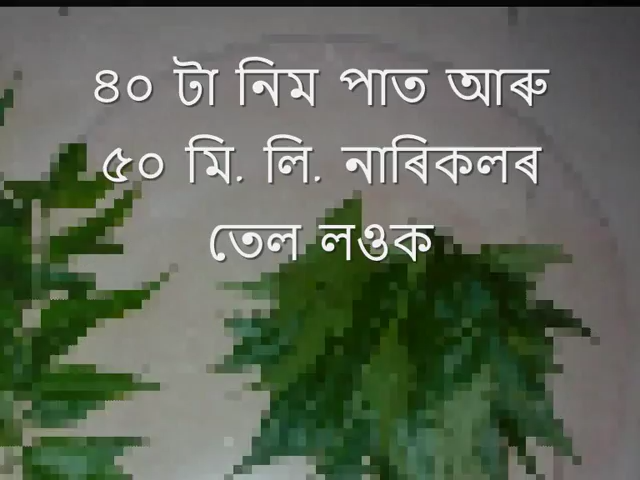 ৪০ টা নিম পাত আৰু
৫০ মি. লি. নাৰিকলৰ
তেল লওক